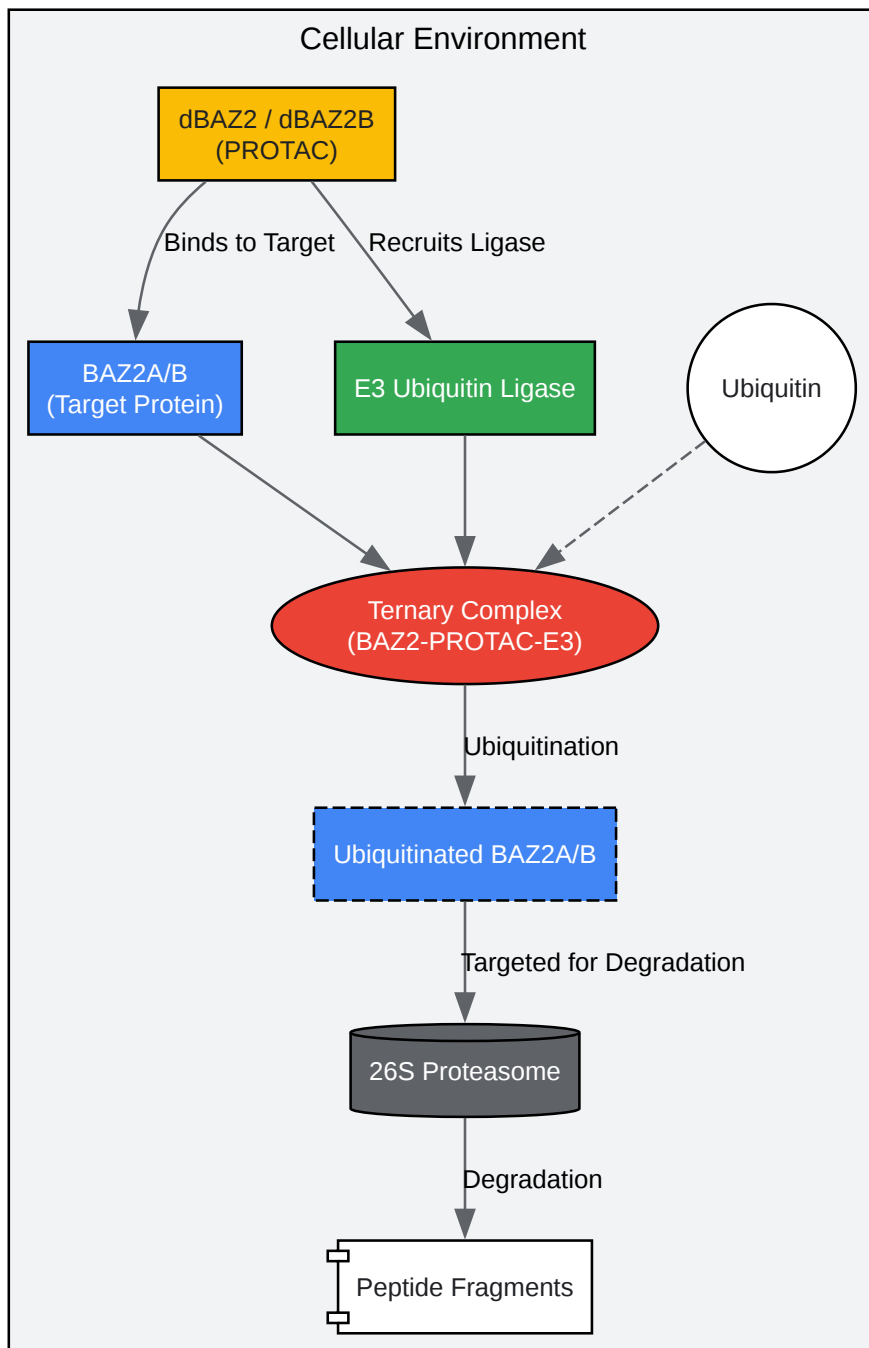 Cellular Environment
dBAZ2 / dBAZ2B
(PROTAC)
Binds to Target
Recruits Ligase
BAZ2A/B
(Target Protein)
E3 Ubiquitin Ligase
Ubiquitin
Ternary Complex
(BAZ2-PROTAC-E3)
Ubiquitination
Ubiquitinated BAZ2A/B
Targeted for Degradation
26S Proteasome
Degradation
Peptide Fragments